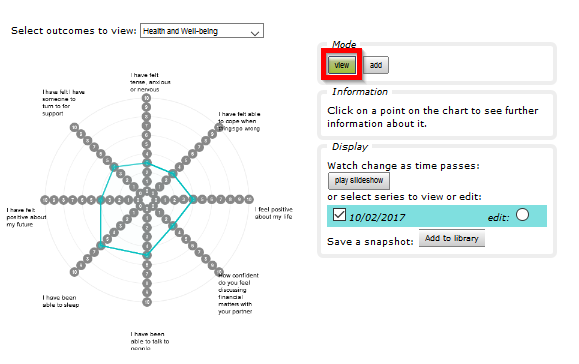 Select outcomes to view: Health and Well-being
I have felt
tense, anxious
or nervous
I have felt I have
someone to
turn to for
support
I have felt able
to cope when
things go wrong
I have felt
positive about
my future
I feel positive
about my life
I have been
able to sleep
How confident
do you feel
discussing
financial
matters with
your partner
I have been
able to talk to
people
Mode
view add
Information
Click on a point on the chart to see further
information about it.
Display
Watch change as time passes:
play slideshow
or select series to view or edit:
10/02/2017 edit:
Save a snapshot: Add to library